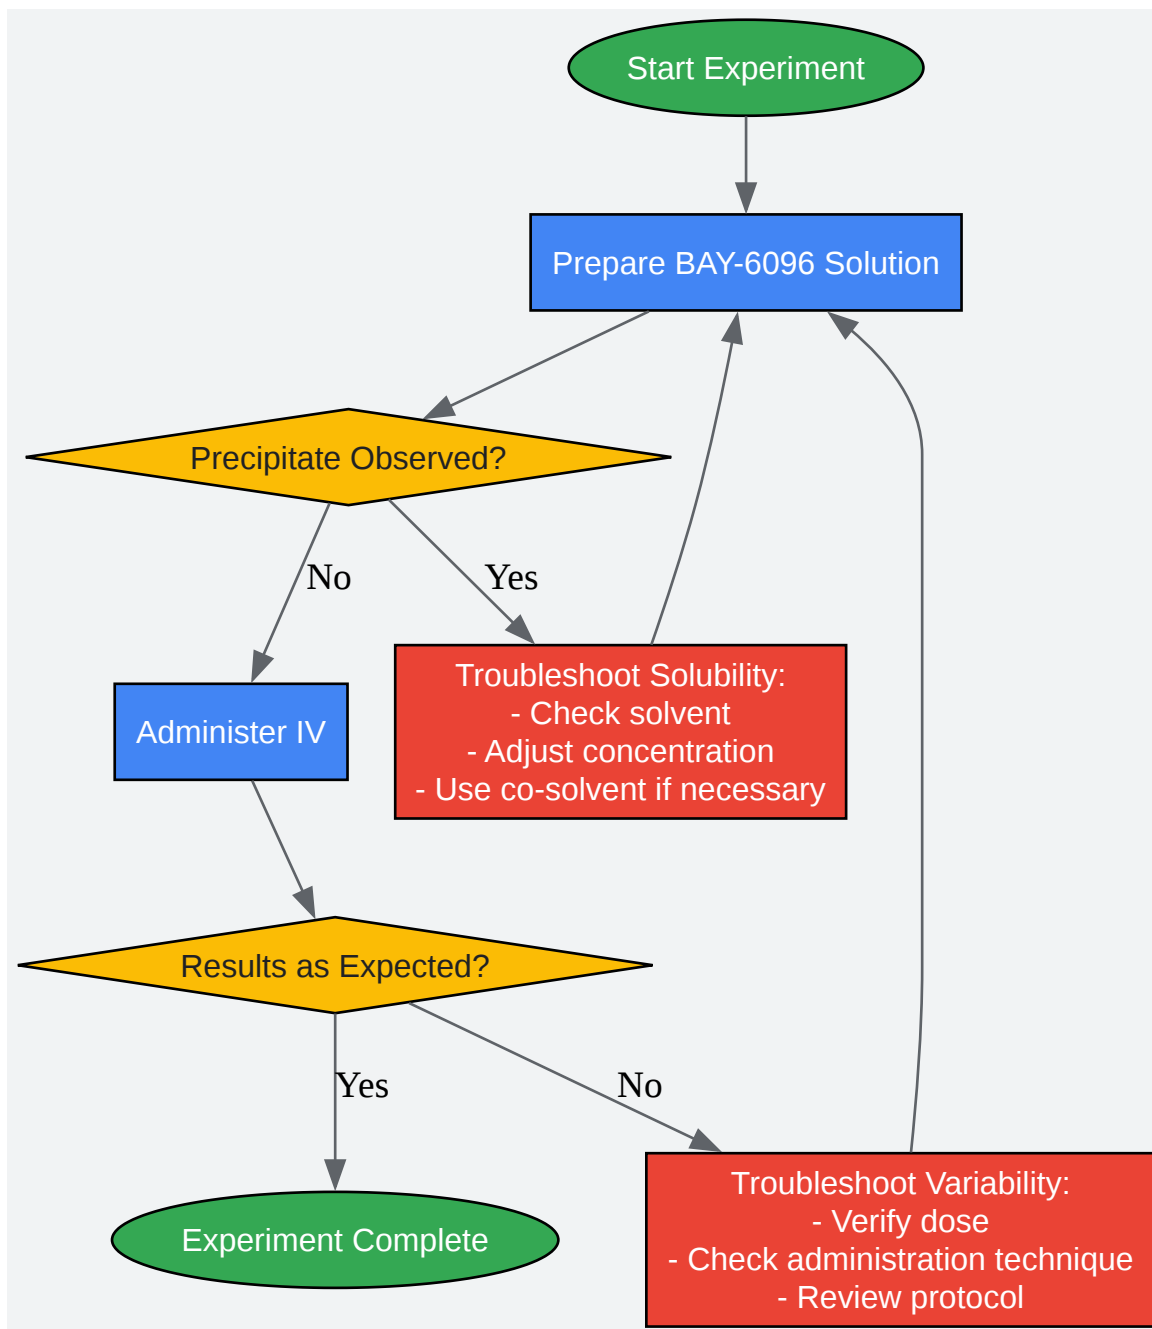 Start Experiment
Prepare BAY-6096 Solution
Precipitate Observed?
No
Yes
Troubleshoot Solubility:
- Check solvent
- Adjust concentration
- Use co-solvent if necessary
Administer IV
Results as Expected?
Yes
No
Troubleshoot Variability:
- Verify dose
- Check administration technique
- Review protocol
Experiment Complete